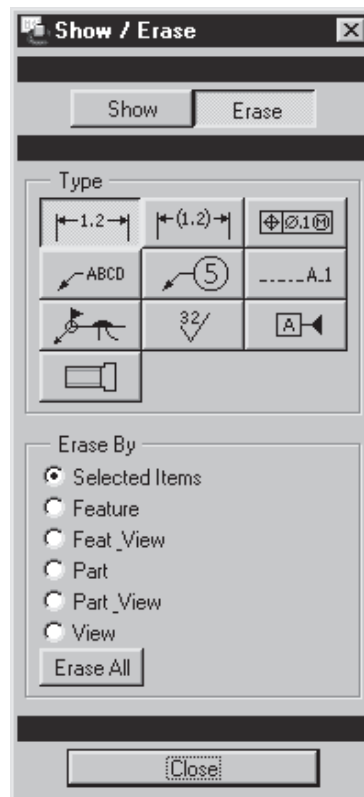 Show / Erase
Show Erase
Type
1.2 (1.2) Ø.1Ⓜ
ABCD 5 A_1
32/ A
Erase By
Selected Items
Feature
Feat_View
Part
Part_View
View
Erase All
Close